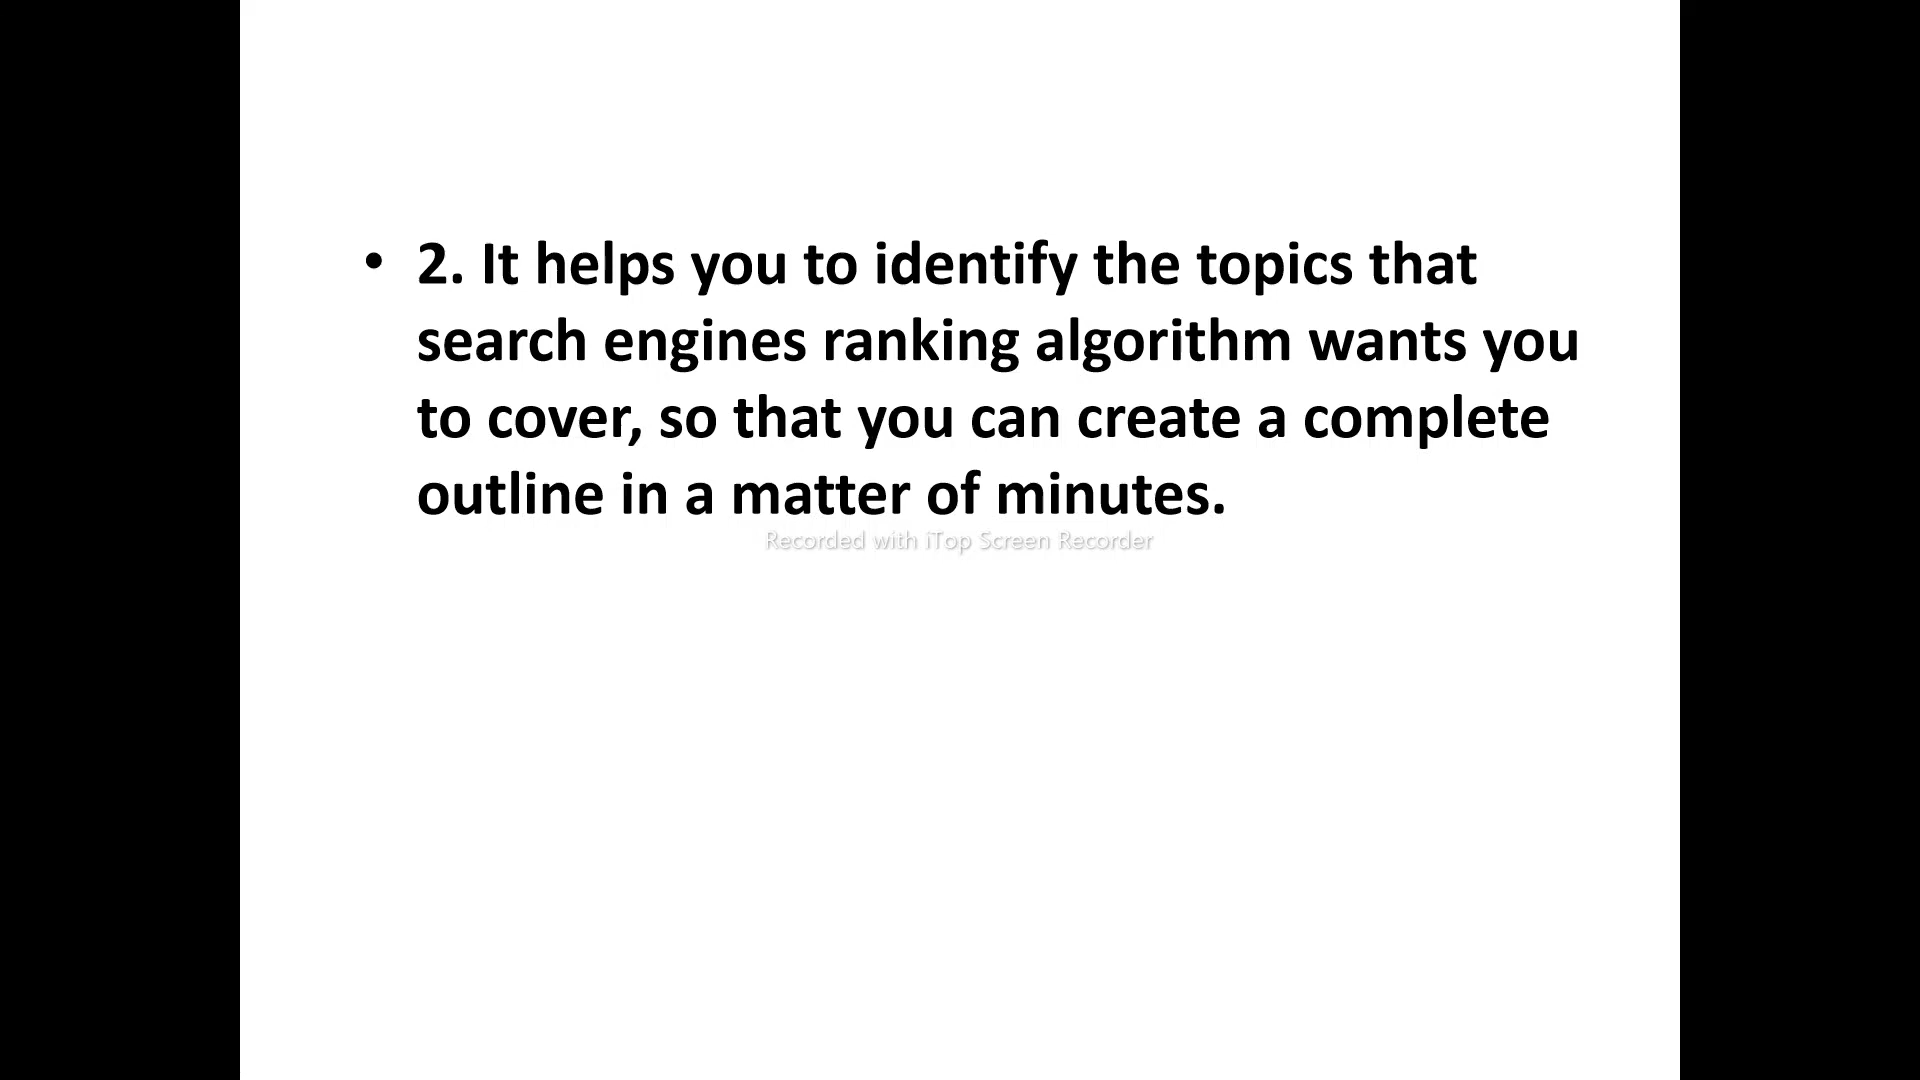 • 2. It helps you to identify the topics that
search engines ranking algorithm wants you
to cover, so that you can create a complete
outline in a matter of minutes.
Recorded with iTop Screen Recorder